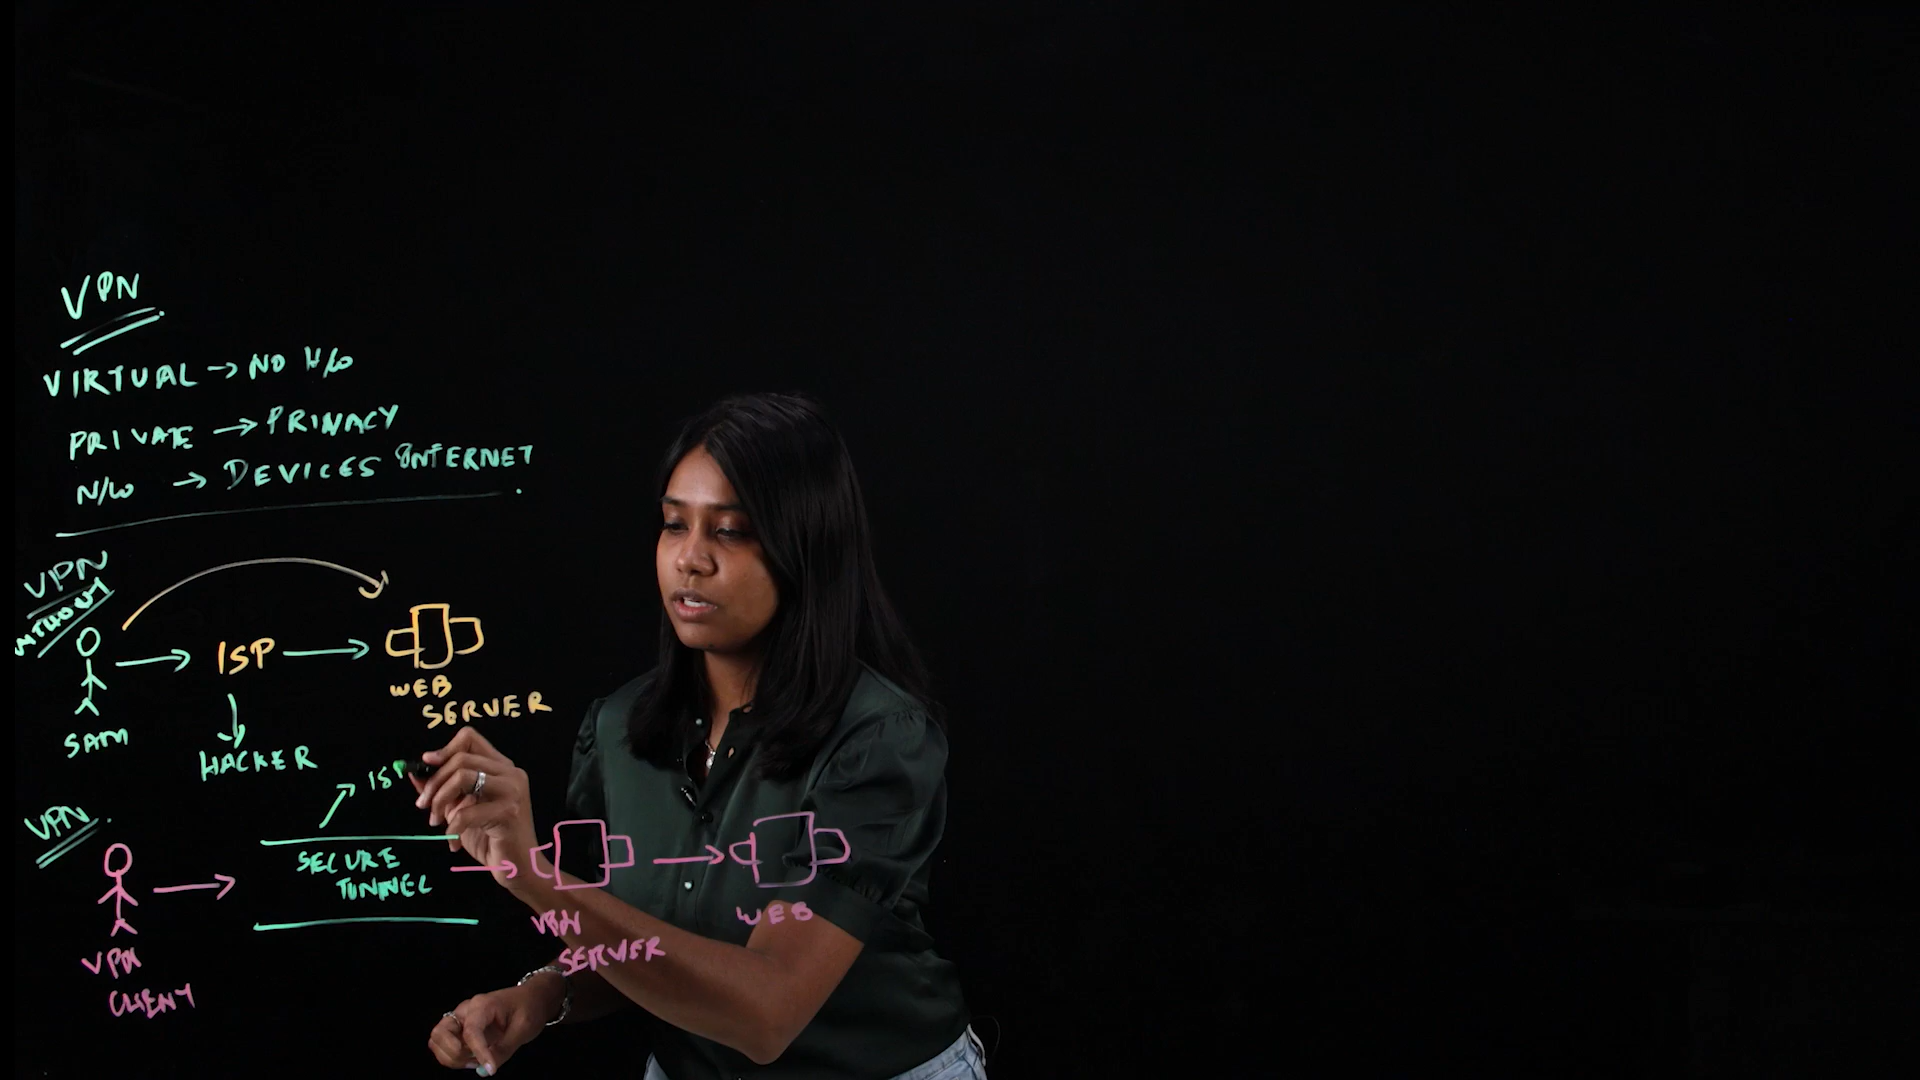 VPN
VIRTUAL → NO H/W
PRIVATE → PRIVACY
N/W → DEVICES INTERNET
VPN
WITHOUT
ISP
WEB
SERVER
SAM
HACKER
ISP
VPN
SECURE
TUNNEL
VPN
SERVER
WEB
VPN
CLIENT